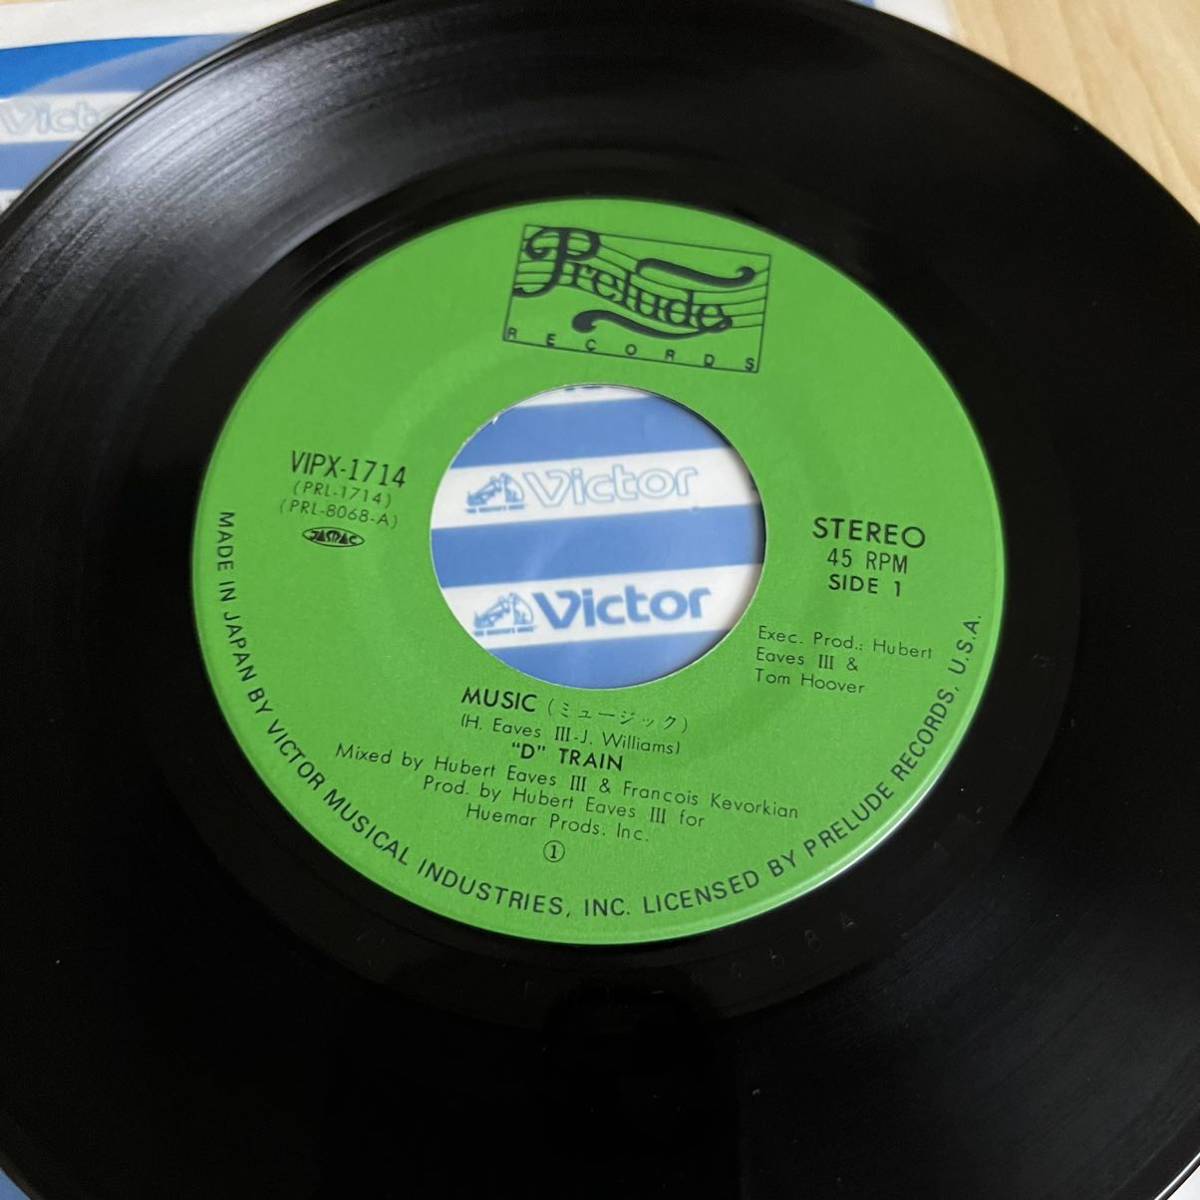 Victor
Prelude
RECORDS
VIPX-1714
(PRL-1714)
(PRL-8068-A)
JASRAC
Victor
Victor
STEREO
45 RPM
SIDE 1
Exec. Prod.: Hubert
Eaves III &
Tom Hoover
MUSIC (ミュージック)
(H. Eaves III-J. Williams)
"D" TRAIN
Mixed by Hubert Eaves III & Francois Kevorkian
Prod. by Hubert Eaves III for
Huemar Prods. Inc.
①
MADE IN JAPAN BY VICTOR MUSICAL INDUSTRIES, INC. LICENSED BY PRELUDE RECORDS, U.S.A.